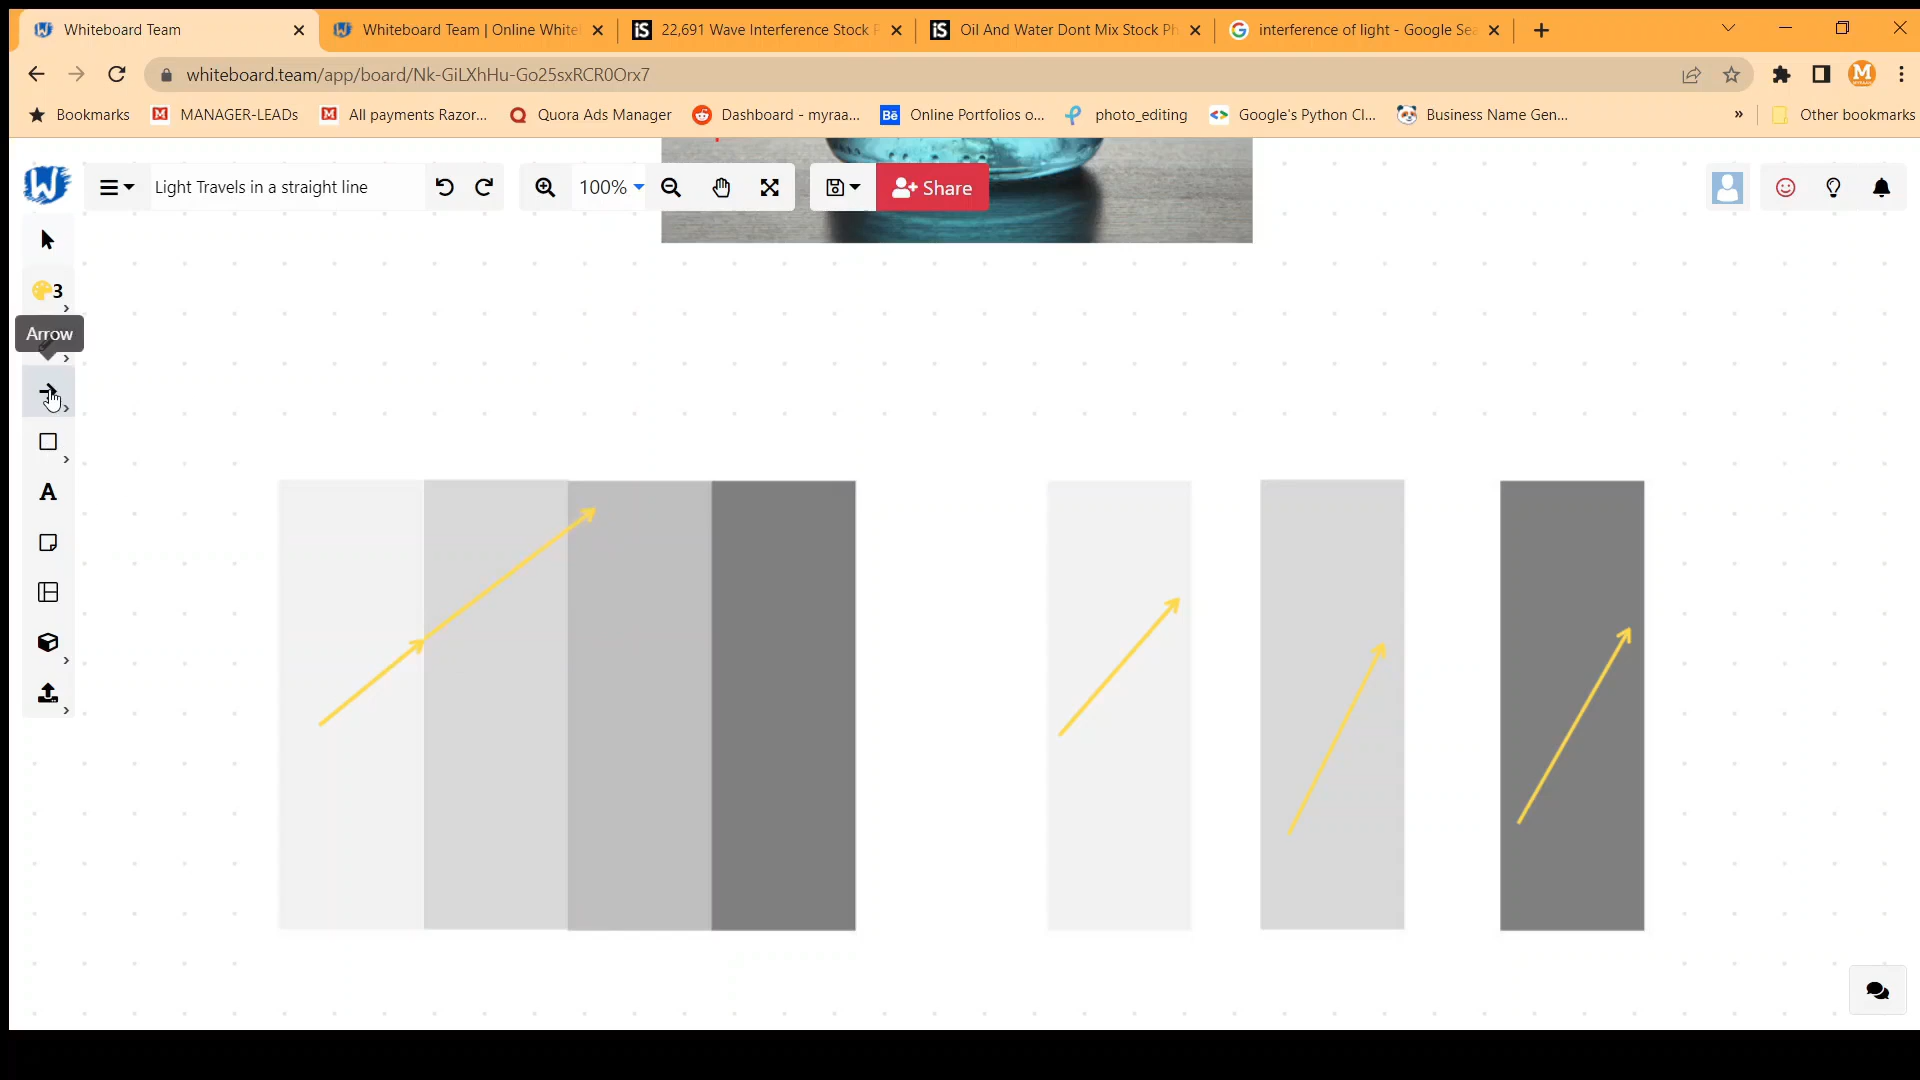 Whiteboard Team
Whiteboard Team | Online White
22,691 Wave Interference Stock P
Oil And Water Dont Mix Stock Ph
interference of light - Google Sea
whiteboard.team/app/board/Nk-GiLXhHu-Go25sxRCR0Orx7
Bookmarks
MANAGER-LEADs
All payments Razor...
Quora Ads Manager
Dashboard - myraa...
Online Portfolios o...
photo_editing
Google's Python Cl...
Business Name Gen...
»
Other bookmarks
Light Travels in a straight line
100%
Share
3
Arrow
A